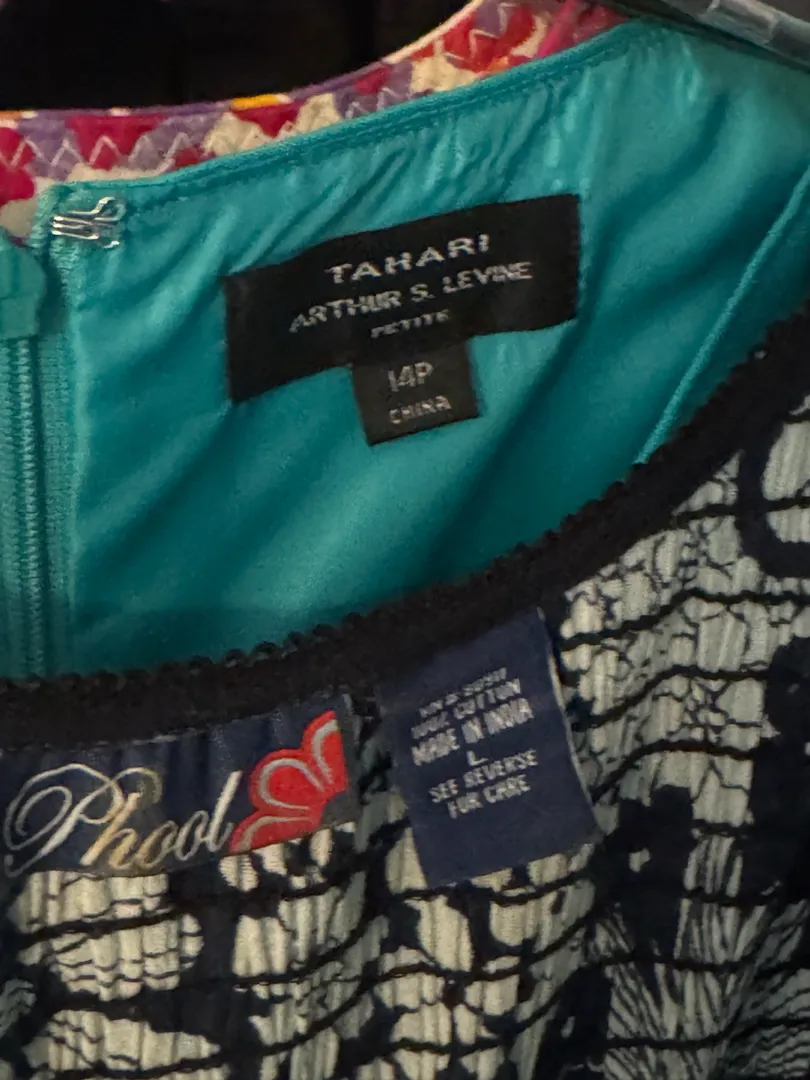 TAHARI
ARTHUR S. LEVINE
PETITE
14P
CHINA
Phool
100% COTTON
MADE IN INDIA
L
SEE REVERSE
FOR CARE